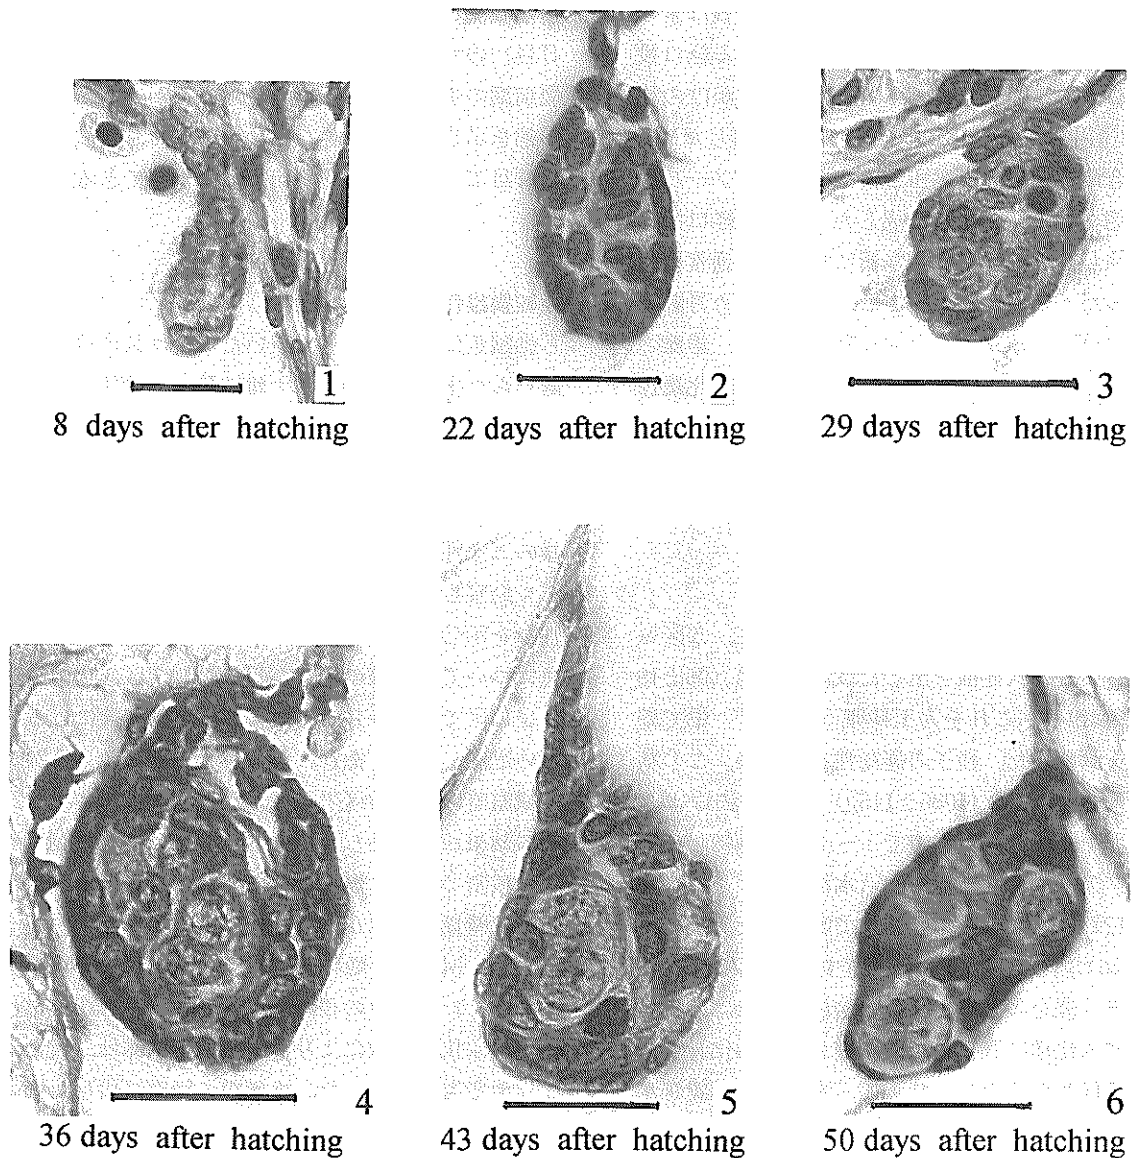 1
8 days after hatching
2
22 days after hatching
3
29 days after hatching
4
36 days after hatching
5
43 days after hatching
6
50 days after hatching